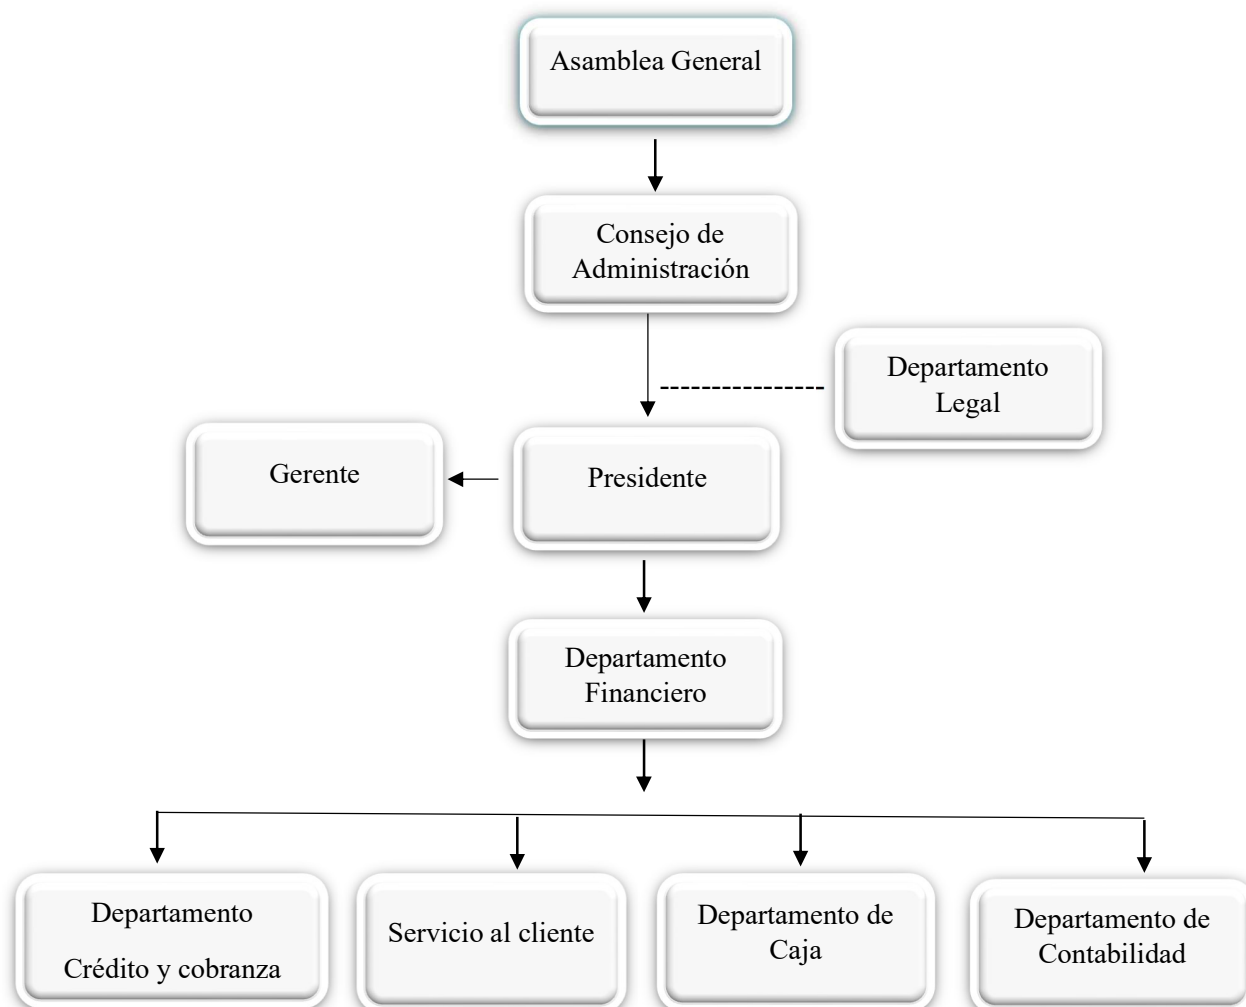 Asamblea General
Consejo de
Administración
Departamento
Legal
Gerente
Presidente
Departamento
Financiero
Departamento
Crédito y cobranza
Servicio al cliente
Departamento de
Caja
Departamento de
Contabilidad